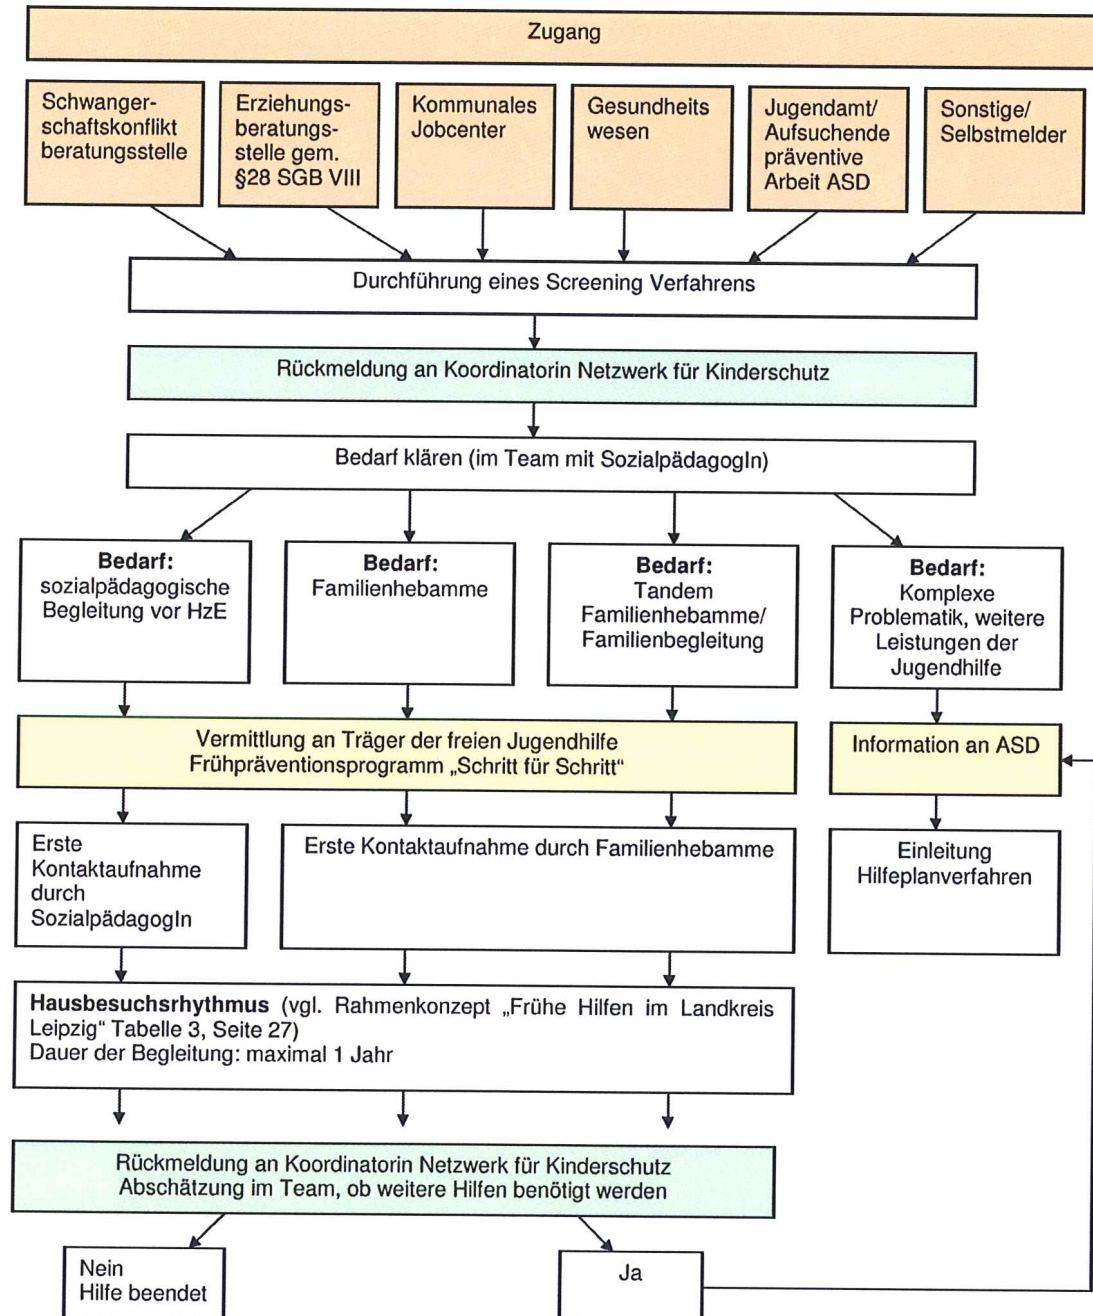 Zugang
Schwanger-
schaftskonflikt
beratungsstelle
Erziehungs-
beratungs-
stelle gem.
§28 SGB VIII
Kommunales
Jobcenter
Gesundheits
wesen
Jugendamt/
Aufsuchende
präventive
Arbeit ASD
Sonstige/
Selbstmelder
Durchführung eines Screening Verfahrens
Rückmeldung an Koordinatorin Netzwerk für Kinderschutz
Bedarf klären (im Team mit SozialpädagogIn)
Bedarf:
sozialpädagogische
Begleitung vor HzE
Bedarf:
Familienhebamme
Bedarf:
Tandem
Familienhebamme/
Familienbegleitung
Bedarf:
Komplexe
Problematik, weitere
Leistungen der
Jugendhilfe
Vermittlung an Träger der freien Jugendhilfe
Frühpräventionsprogramm „Schritt für Schritt“
Information an ASD
Erste
Kontaktaufnahme
durch
SozialpädagogIn
Erste Kontaktaufnahme durch Familienhebamme
Einleitung
Hilfeplanverfahren
Hausbesuchsrhythmus (vgl. Rahmenkonzept „Frühe Hilfen im Landkreis
Leipzig“ Tabelle 3, Seite 27)
Dauer der Begleitung: maximal 1 Jahr
Rückmeldung an Koordinatorin Netzwerk für Kinderschutz
Abschätzung im Team, ob weitere Hilfen benötigt werden
Nein
Hilfe beendet
Ja